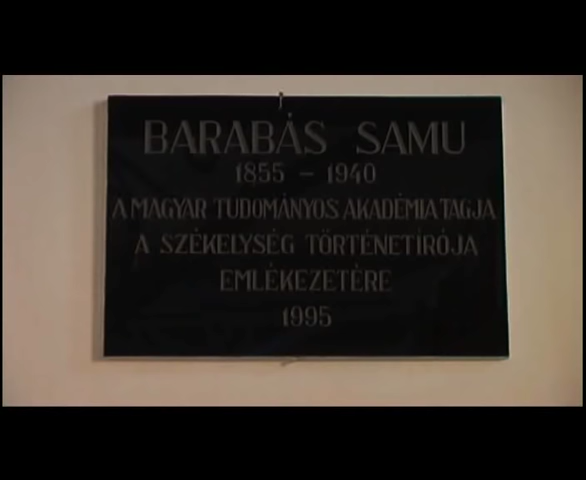 BARABÁS SAMU
1855 - 1940
A MAGYAR TUDOMÁNYOS AKADÉMIA TAGJA
A SZÉKELYSÉG TÖRTÉNETÍRÓJA
EMLÉKEZETÉRE
1995